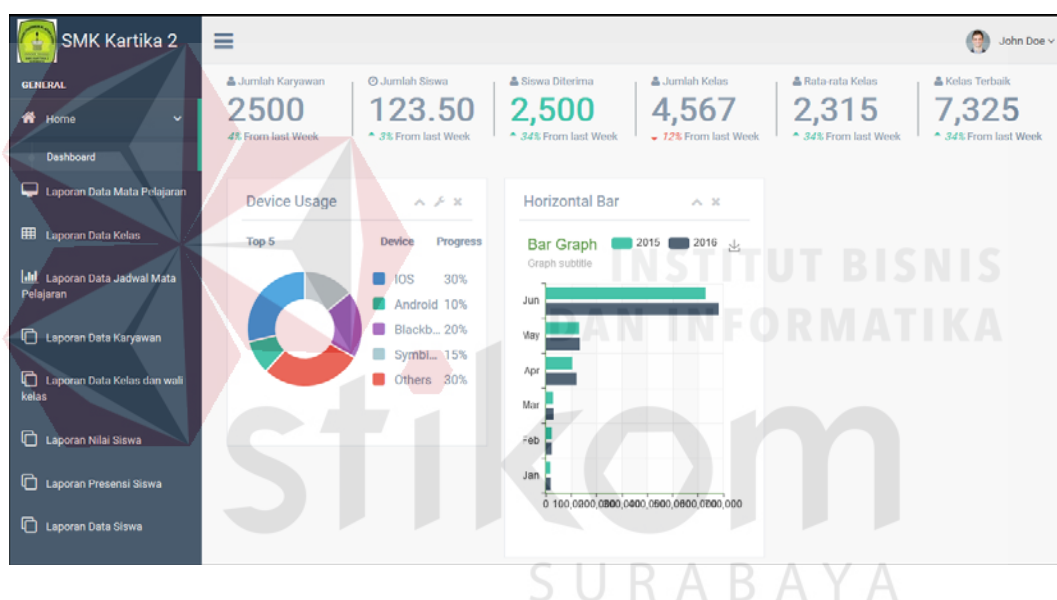 SMK Kartika 2
John Doe
GENERAL
Home
Dashboard
Laporan Data Mata Pelajaran
Laporan Data Kelas
Laporan Data Jadwal Mata
Pelajaran
Laporan Data Karyawan
Laporan Data Kelas dan wali
kelas
Laporan Nilai Siswa
Laporan Presensi Siswa
Laporan Data Siswa
Jumlah Karyawan
2500
4% From last Week
Jumlah Siswa
123.50
3% From last Week
Siswa Diterima
2,500
34% From last Week
Jumlah Kelas
4,567
12% From last Week
Rata-rata Kelas
2,315
34% From last Week
Kelas Terbaik
7,325
34% From last Week
Device Usage
Top 5 Device Progress
IOS 30%
Android 10%
Blackb... 20%
Symbi... 15%
Others 30%
Horizontal Bar
Bar Graph 2015 2016
Graph subtitle
Jun
May
Apr
Mar
Feb
Jan
INSTITUT BISNIS
DAN INFORMATIKA
stikom
SURABAYA